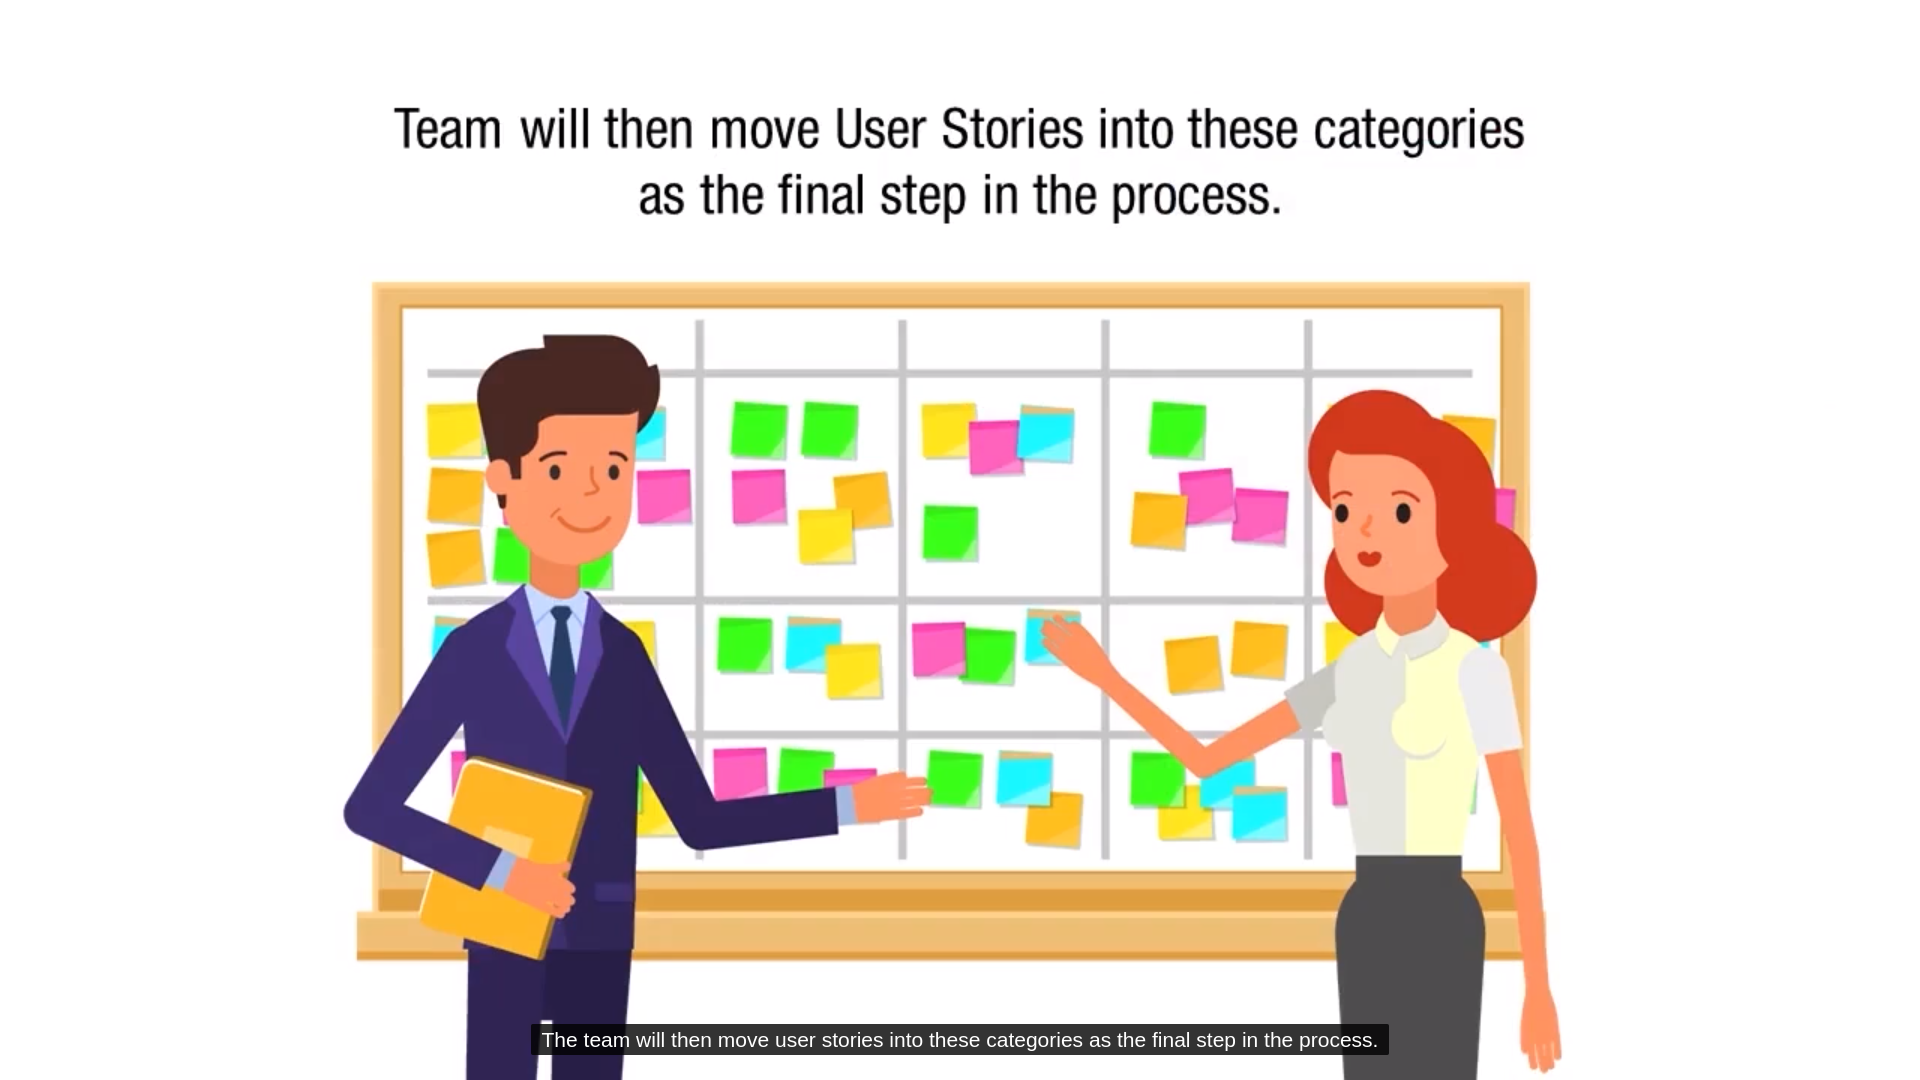 Team will then move User Stories into these categories
as the final step in the process.
The team will then move user stories into these categories as the final step in the process.